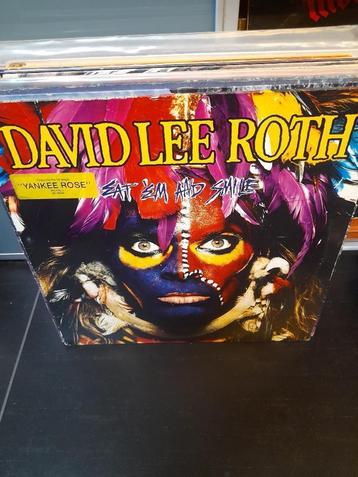 DAVID LEE ROTH
EAT 'EM AND SMILE
"YANKEE ROSE"